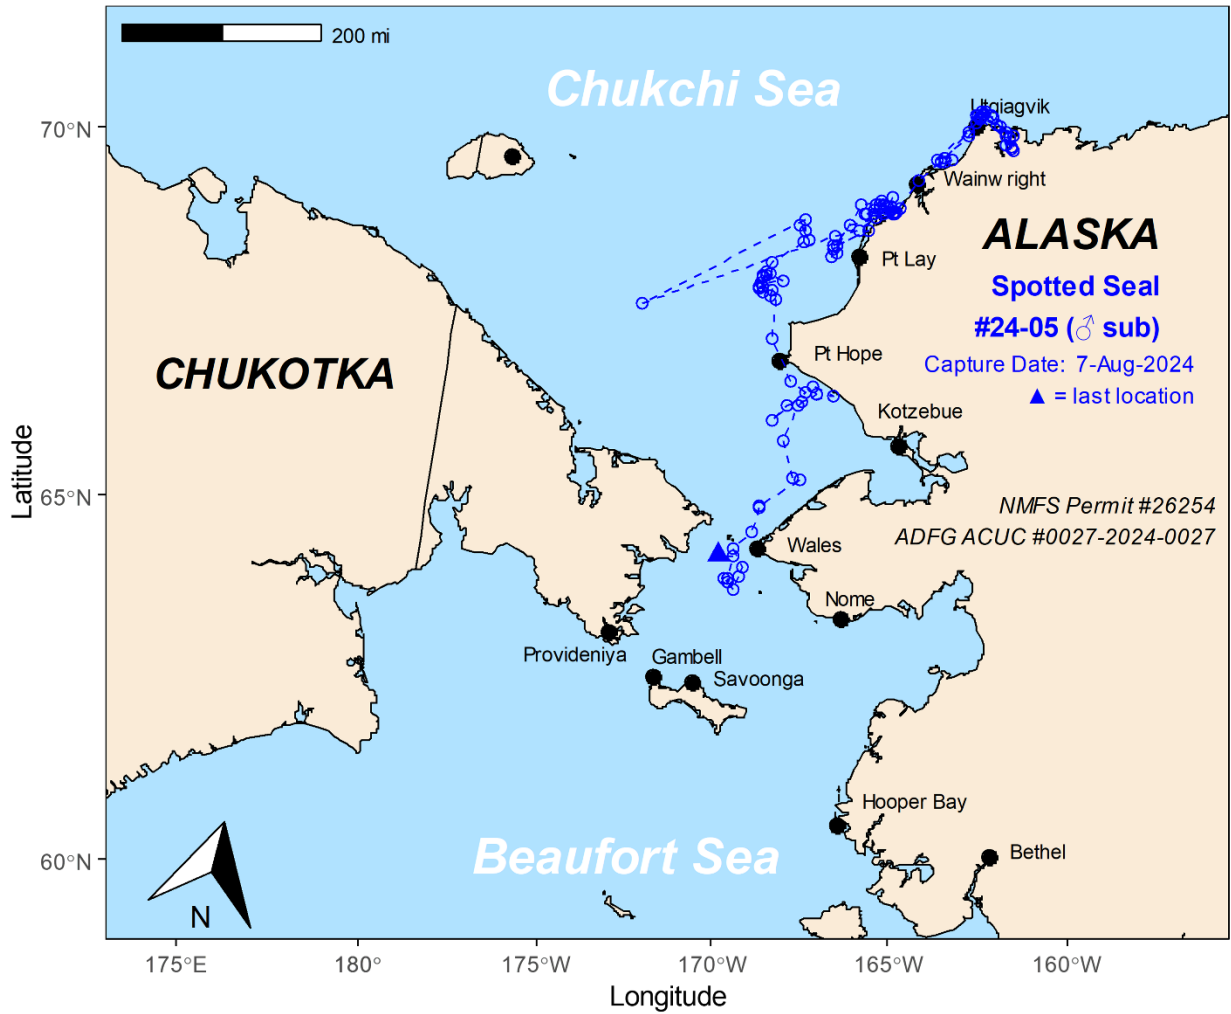 200 mi
Chukchi Sea
Utqiagvik
70°N
Wainw right
ALASKA
Pt Lay
Spotted Seal
#24-05 (♂ sub)
Pt Hope
Capture Date: 7-Aug-2024
CHUKOTKA
▲ = last location
Kotzebue
65°N
NMFS Permit #26254
ADFG ACUC #0027-2024-0027
Latitude
Wales
Nome
Provideniya
Gambell
Savoonga
Hooper Bay
Beaufort Sea
Bethel
60°N
N
175°E
180°
175°W
170°W
165°W
160°W
Longitude